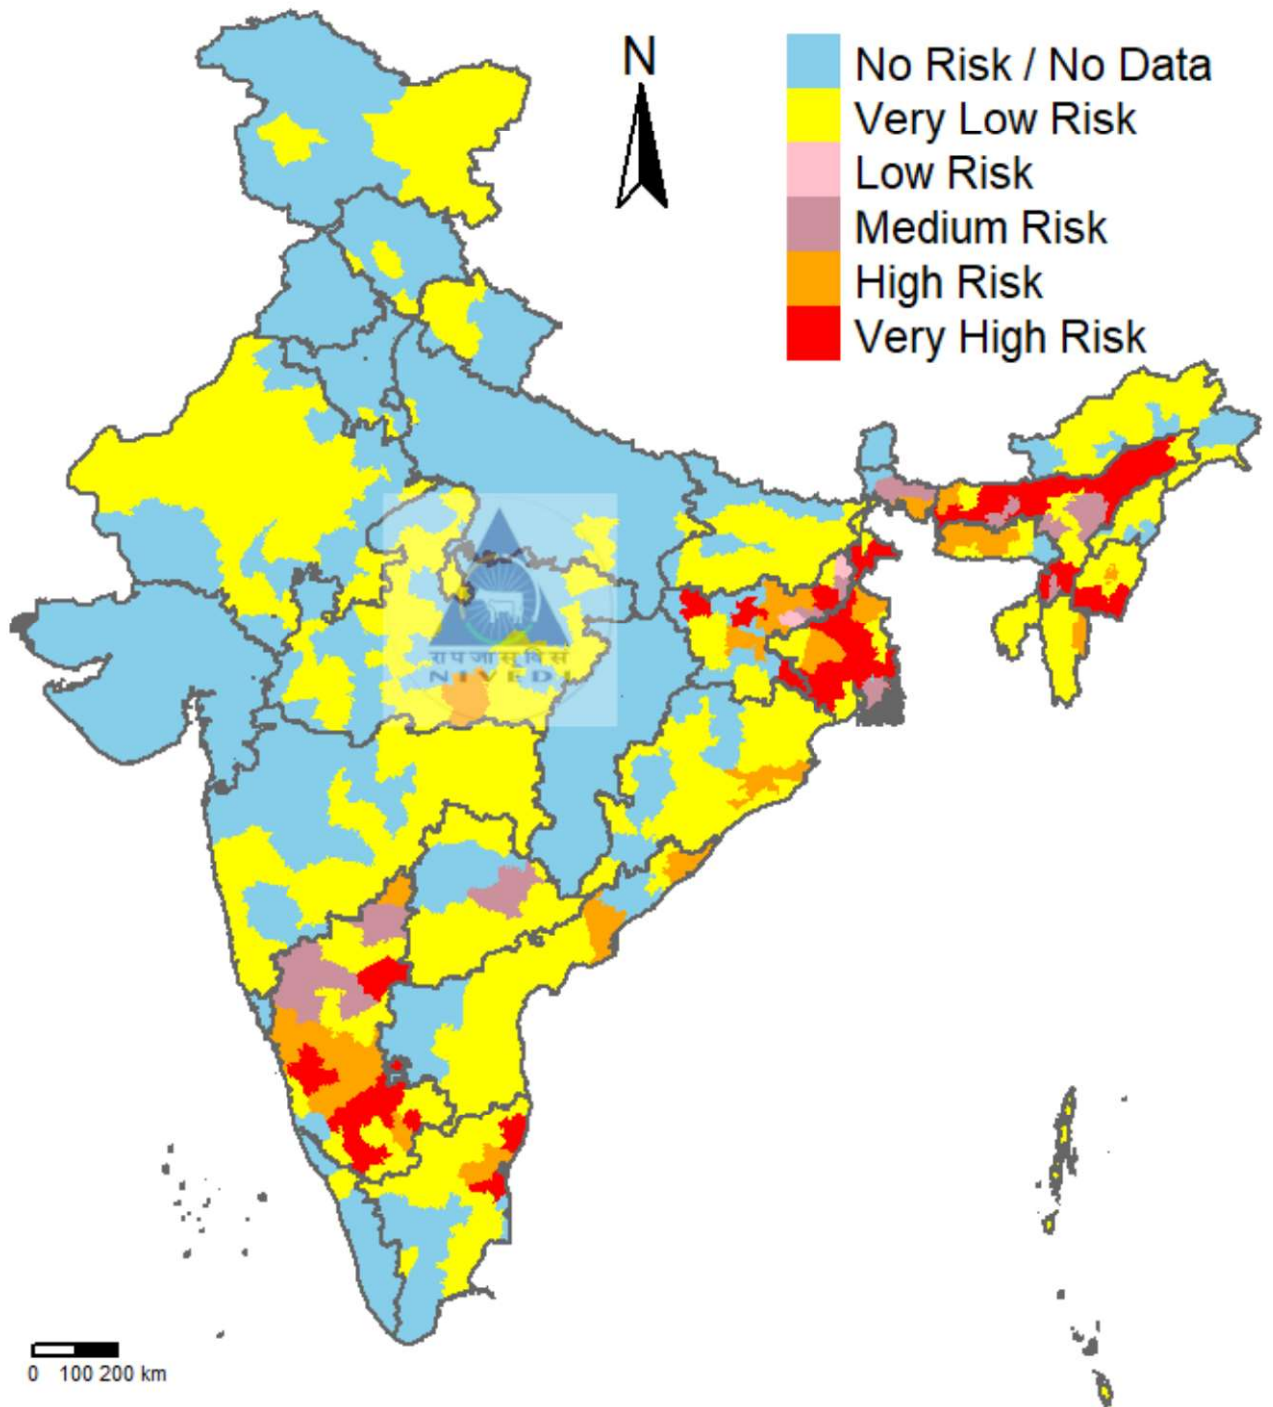 N
No Risk / No Data
Very Low Risk
Low Risk
Medium Risk
High Risk
Very High Risk
रा प जा सू वि सं
NIVEDI
0 100 200 km